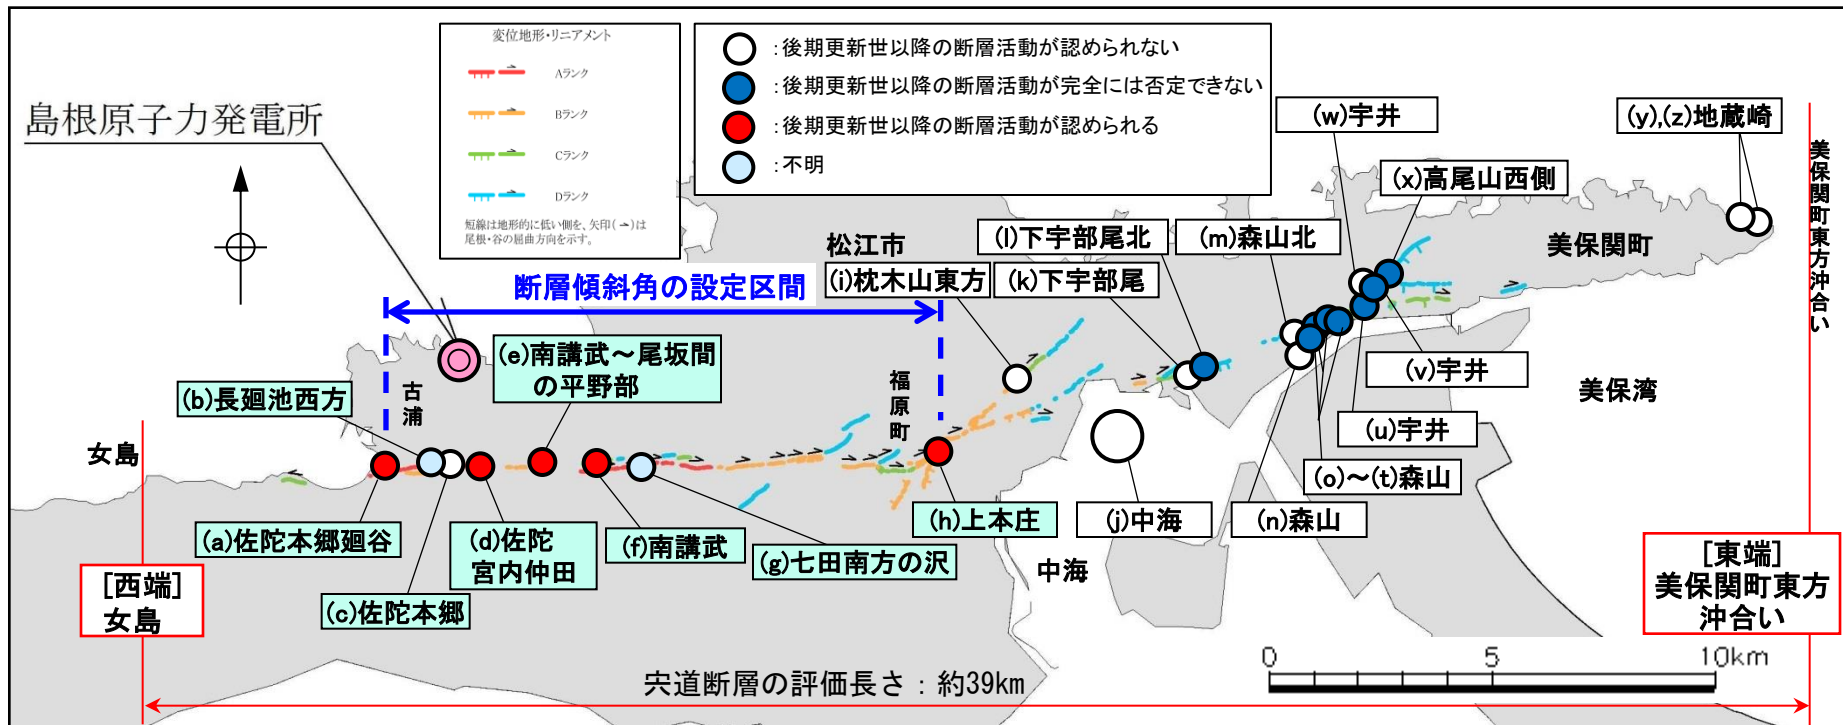 変位地形・リニアメント
Aランク
Bランク
Cランク
Dランク
短線は地形的に低い側を、矢印(→)は
尾根・谷の屈曲方向を示す。
:後期更新世以降の断層活動が認められない
:後期更新世以降の断層活動が完全には否定できない
:後期更新世以降の断層活動が認められる
:不明
島根原子力発電所
(w)宇井
(y),(z)地蔵崎
美保関町東方沖合い
(x)高尾山西側
松江市
(l)下宇部尾北
(m)森山北
美保関町
断層傾斜角の設定区間
(i)枕木山東方
(k)下宇部尾
(e)南講武～尾坂間
の平野部
(b)長廻池西方
古浦
福原町
(v)宇井
美保湾
(u)宇井
女島
(o)～(t)森山
(a)佐陀本郷廻谷
(d)佐陀
宮内仲田
(f)南講武
(g)七田南方の沢
(h)上本庄
(j)中海
(n)森山
中海
[西端]
女島
(c)佐陀本郷
[東端]
美保関町東方
沖合い
0 5 10km
宍道断層の評価長さ：約39km